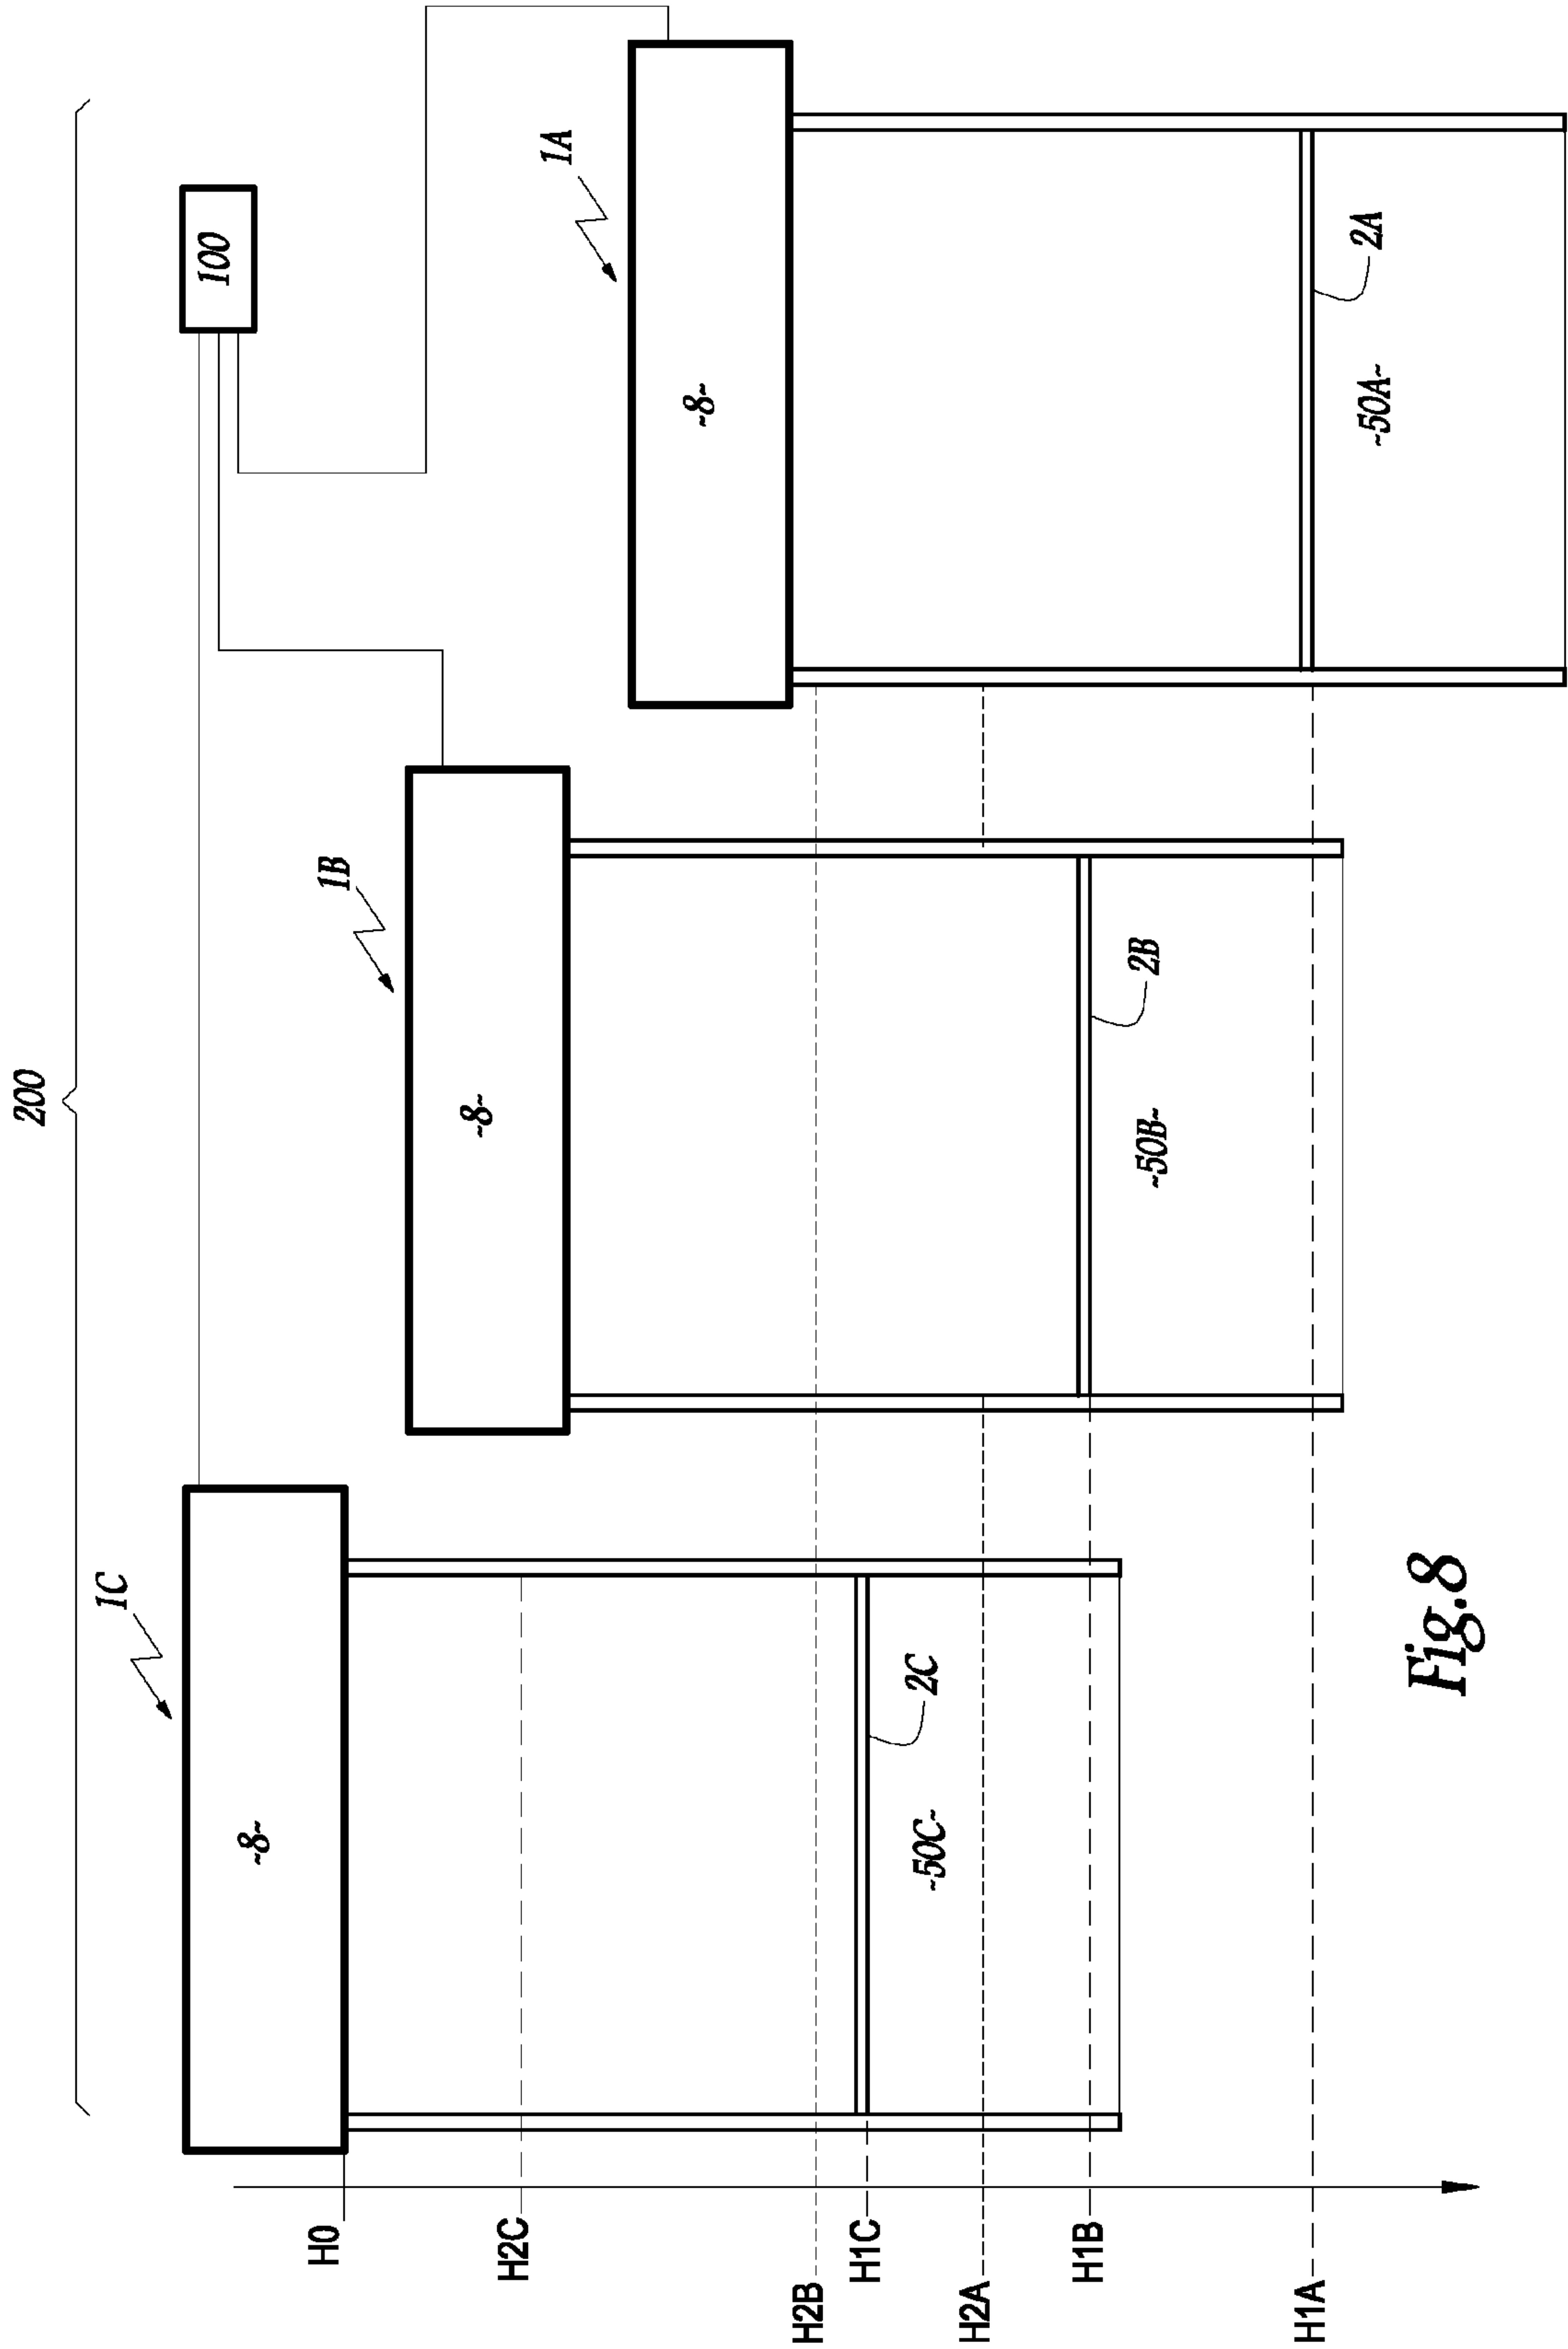 200
100
1C
1B
1A
~8~
~8~
~8~
H0
H2C
H2B
H1C
H2A
H1B
H1A
2C
~50C~
2B
~50B~
2A
~50A~
Fig.8